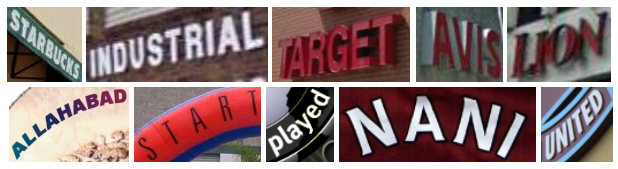 STARBUCKS
INDUSTRIAL
TARGET
AVIS
LION
ALLAHABAD
START
played
NANI
UNITED